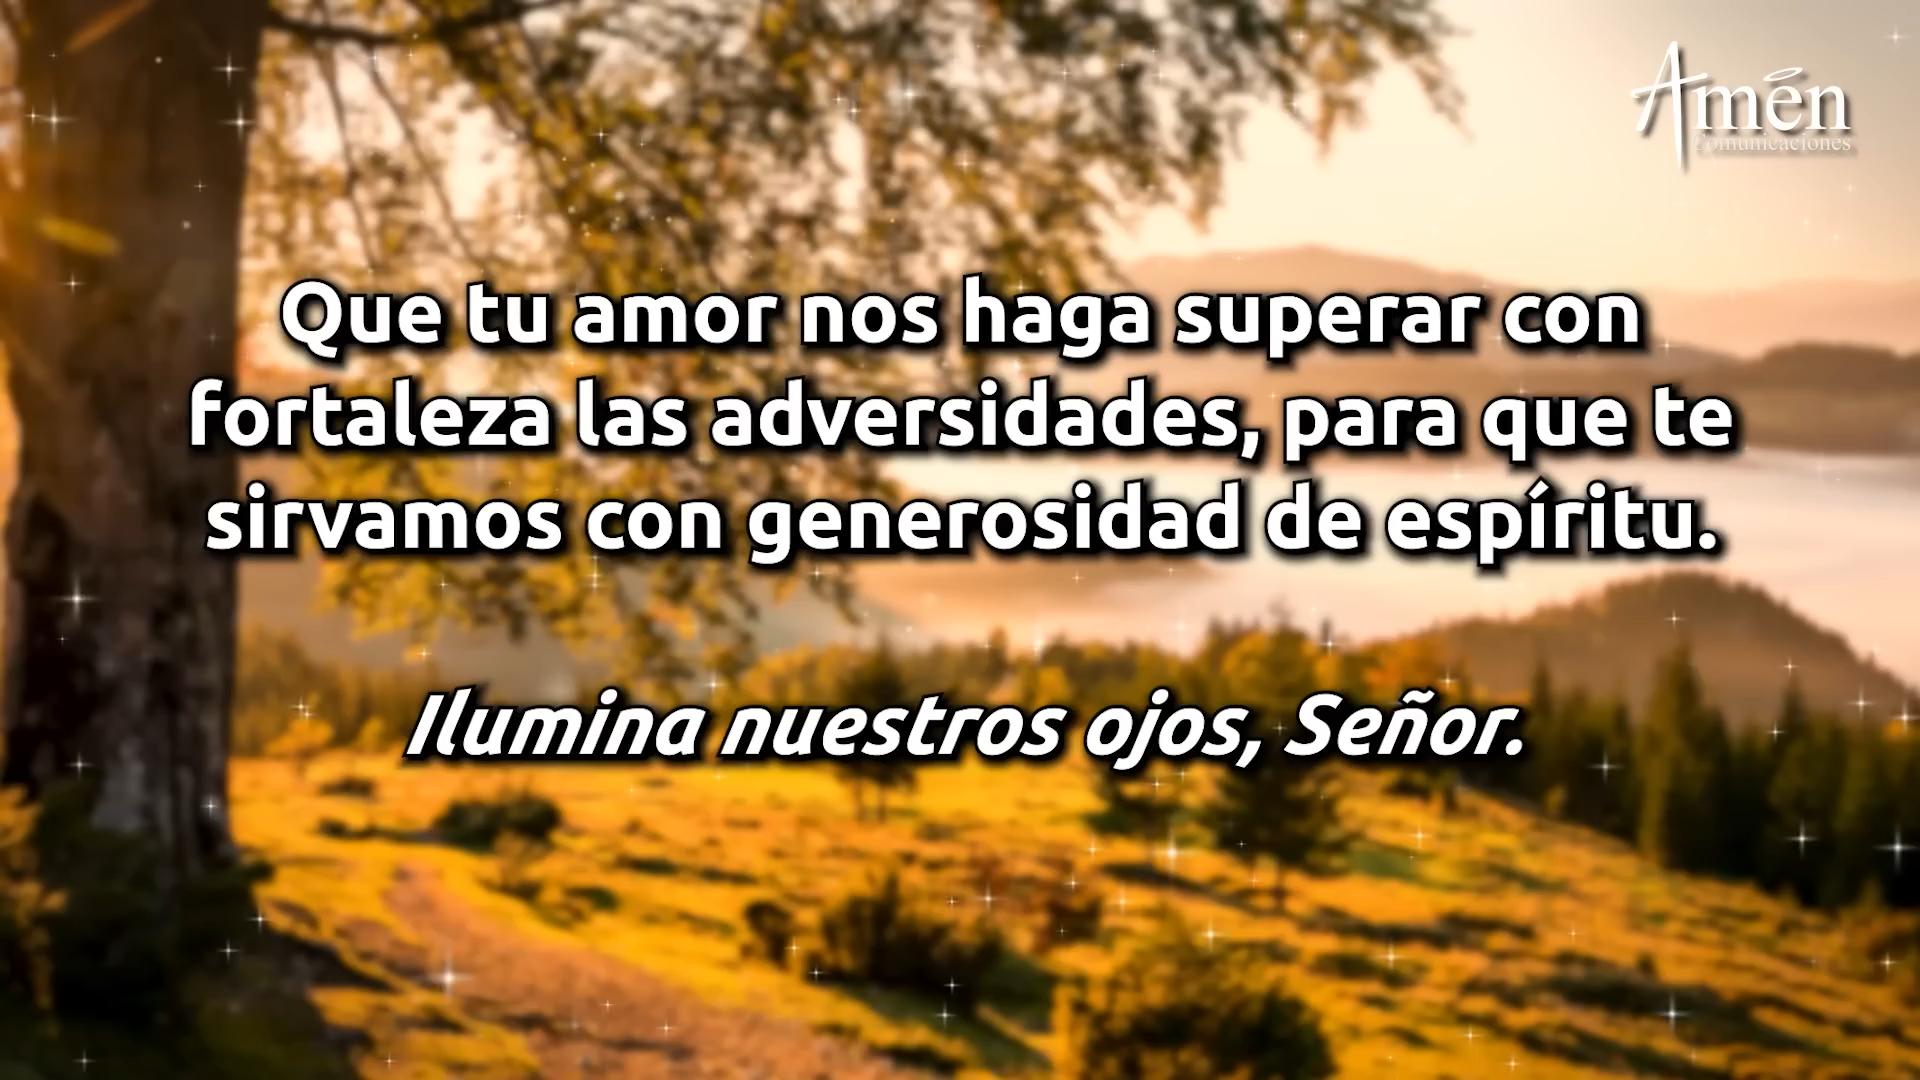 Amén
Comunicaciones
Que tu amor nos haga superar con
fortaleza las adversidades, para que te
sirvamos con generosidad de espíritu.
Ilumina nuestros ojos, Señor.